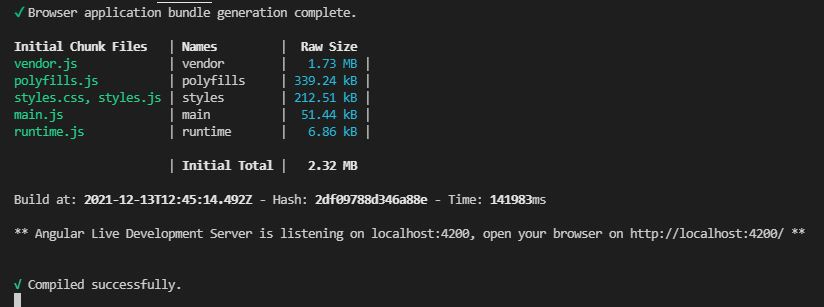 ✓ Browser application bundle generation complete.
Initial Chunk Files | Names | Raw Size
vendor.js | vendor | 1.73 MB |
polyfills.js | polyfills | 339.24 kB |
styles.css, styles.js | styles | 212.51 kB |
main.js | main | 51.44 kB |
runtime.js | runtime | 6.86 kB |
| Initial Total | 2.32 MB
Build at: 2021-12-13T12:45:14.492Z - Hash: 2df09788d346a88e - Time: 141983ms
** Angular Live Development Server is listening on localhost:4200, open your browser on http://localhost:4200/ **
√ Compiled successfully.